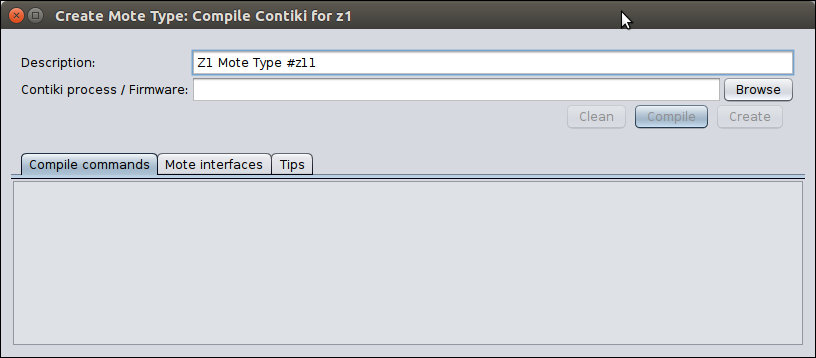 Create Mote Type: Compile Contiki for z1
Description: Z1 Mote Type #z11
Contiki process / Firmware: Browse
Clean Compile Create
Compile commands Mote interfaces Tips